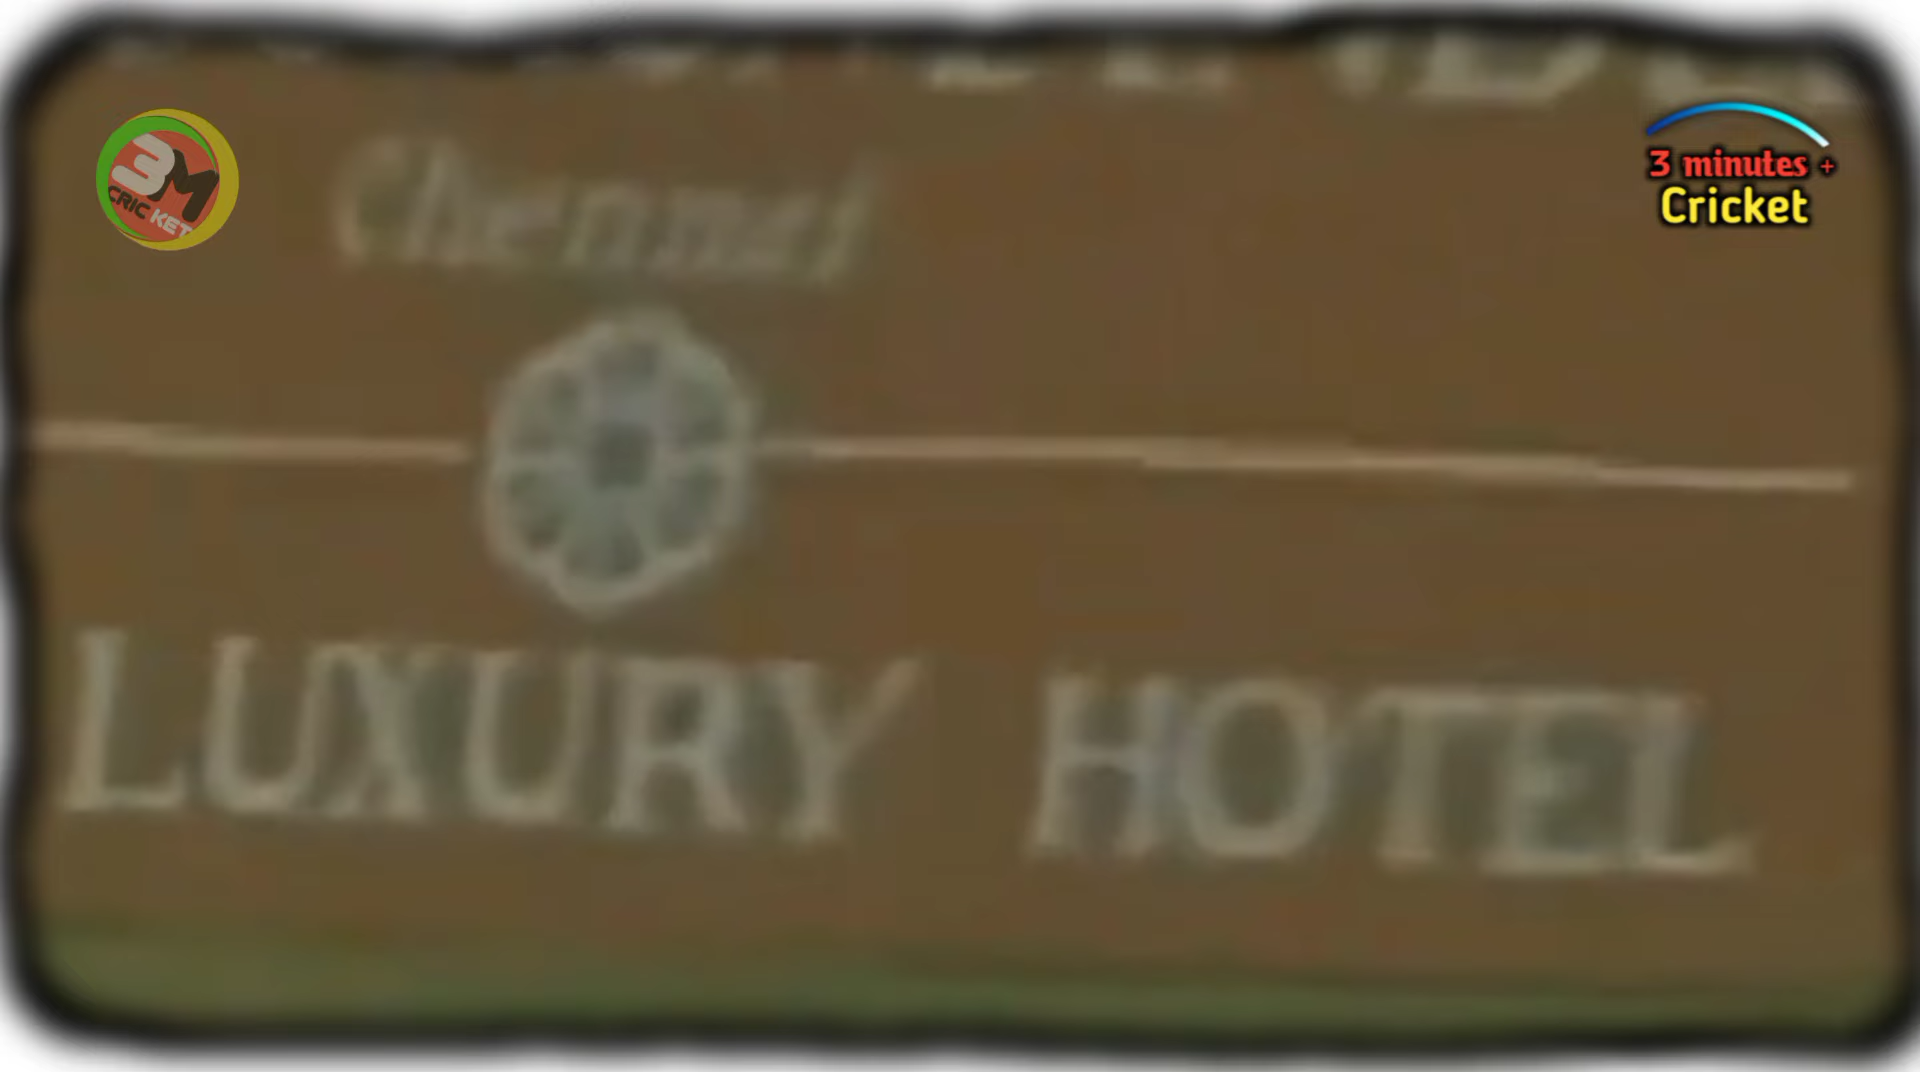 3M
CRICKET
3 minutes +
Cricket
Chennai
LUXURY HOTEL